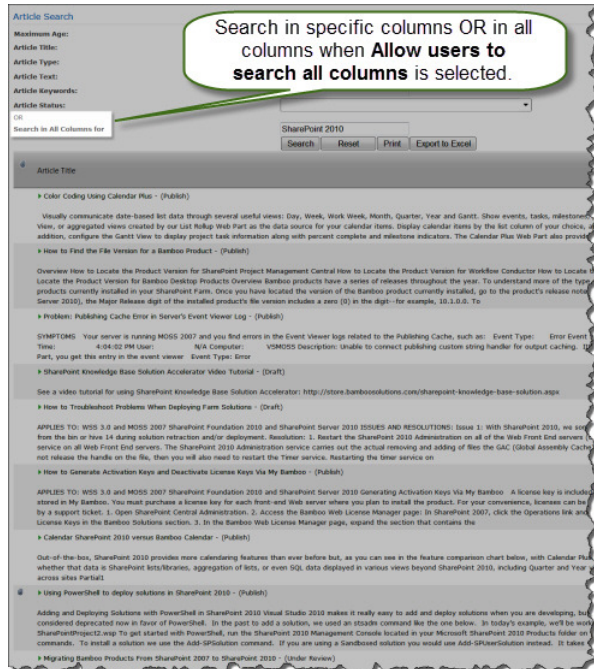 Article Search
Search in specific columns OR in all
columns when Allow users to
search all columns is selected.
Maximum Age:
Article Title:
Article Type:
Article Text:
Article Keywords:
Article Status:
OR
Search in All Columns for
SharePoint 2010
Search Reset Print Export to Excel
Article Title
Color Coding Using Calendar Plus - (Publish)
Visually communicate date-based list data through several useful views: Day, Week, Work Week, Month, Quarter, Year and Gantt. Show events, tasks, milestones,
View, or aggregated views created by our List Rollup Web Part as the data source for your calendar items. Display calendar items by the list column of your choice, a
addition, configure the Gantt View to display project task information along with percent complete and milestone indicators. The Calendar Plus Web Part also provide
How to Find the File Version for a Bamboo Product - (Publish)
Overview How to Locate the Product Version for SharePoint Project Management Central How to Locate the Product Version for Workflow Conductor How to Locate t
Locate the Product Version for Bamboo Desktop Products Overview Bamboo products have a series of releases throughout the year. To understand more of the type
products currently installed in your SharePoint Farm. Once you have located the version of the Bamboo product currently installed, go to the product's release note
Server 2010), the Major Release digit of the installed product's file version includes a zero (0) in the digit--for example, 10.1.0.0. To
Problem: Publishing Cache Error in Server's Event Viewer Log - (Publish)
SYMPTOMS Your server is running MOSS 2007 and you find errors in the Event Viewer logs related to the Publishing Cache, such as: Event Type: Error Event
Time: 4:04:02 PM User: N/A Computer: VSMOSS Description: Unable to connect publishing custom string handler for output caching. I
Part, you get this entry in the event viewer Event Type: Error
SharePoint Knowledge Base Solution Accelerator Video Tutorial - (Draft)
See a video tutorial for using SharePoint Knowledge Base Solution Accelerator: http://store.bamboosolutions.com/sharepoint-knowledge-base-solution.aspx
How to Troubleshoot Problems When Deploying Farm Solutions - (Draft)
APPLIES TO: WSS 3.0 and MOSS 2007 SharePoint Foundation 2010 and SharePoint Server 2010 ISSUES AND RESOLUTIONS: Issue 1: With SharePoint 2010, we som
from the bin or hive 14 during solution retraction and/or deployment. Resolution: 1. Restart the SharePoint 2010 Administration on all of the Web Front End servers (
service on all Web Front End servers. The SharePoint 2010 Administration service carries out the actual removing and adding of files the GAC (Global Assembly Cache
not release the handle on the file, then you will also need to restart the Timer service. Restarting the timer service on
How to Generate Activation Keys and Deactivate License Keys Via My Bamboo - (Publish)
APPLIES TO: WSS 3.0 and MOSS 2007 SharePoint Foundation 2010 and SharePoint Server 2010 Generating Activation Keys Via My Bamboo A license key is included
stored in My Bamboo. You must purchase a license key for each front-end Web server where you plan to install the product. For your convenience, licenses can be
by a support ticket. 1. Open SharePoint Central Administration. 2. Access the Bamboo Web License Manager page: In SharePoint 2007, click the Operations link and
License Keys in the Bamboo Solutions section. 3. In the Bamboo Web License Manager page, expand the section that contains the
Calendar SharePoint 2010 versus Bamboo Calendar - (Publish)
Out-of-the-box, SharePoint 2010 provides more calendaring features than ever before but, as you can see in the feature comparison chart below, with Calendar Plus
whether that data is SharePoint lists/libraries, aggregation of lists, or even SQL data displayed in various views beyond SharePoint 2010, including Quarter and Year
across sites Partial1
Using PowerShell to deploy solutions in SharePoint 2010 - (Publish)
Adding and Deploying Solutions with PowerShell in SharePoint 2010 Visual Studio 2010 makes it really easy to add and deploy solutions when you are developing, bu
considered deprecated now in favor of PowerShell. In the past to add a solution, we used an stsadm command like the one below. In today's example, we'll be work
SharePointProject2.wsp To get started with PowerShell, run the SharePoint 2010 Management Console located in your Microsoft SharePoint 2010 Products folder on
commands. To install a solution we use the Add-SPSolution command. If you are using a Sandboxed solution you would use Add-SPUserSolution instead. It takes
Migrating Bamboo Products From SharePoint 2007 to SharePoint 2010 - (Under Review)